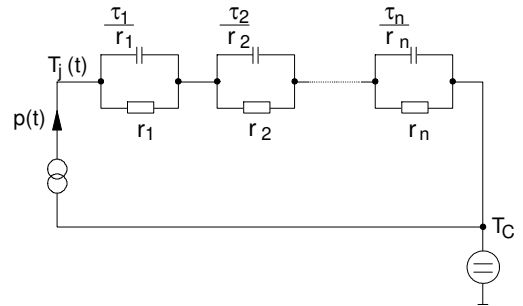 τ1/r1
τ2/r2
τn/rn
Tj (t)
r1
r2
rn
p(t)
TC